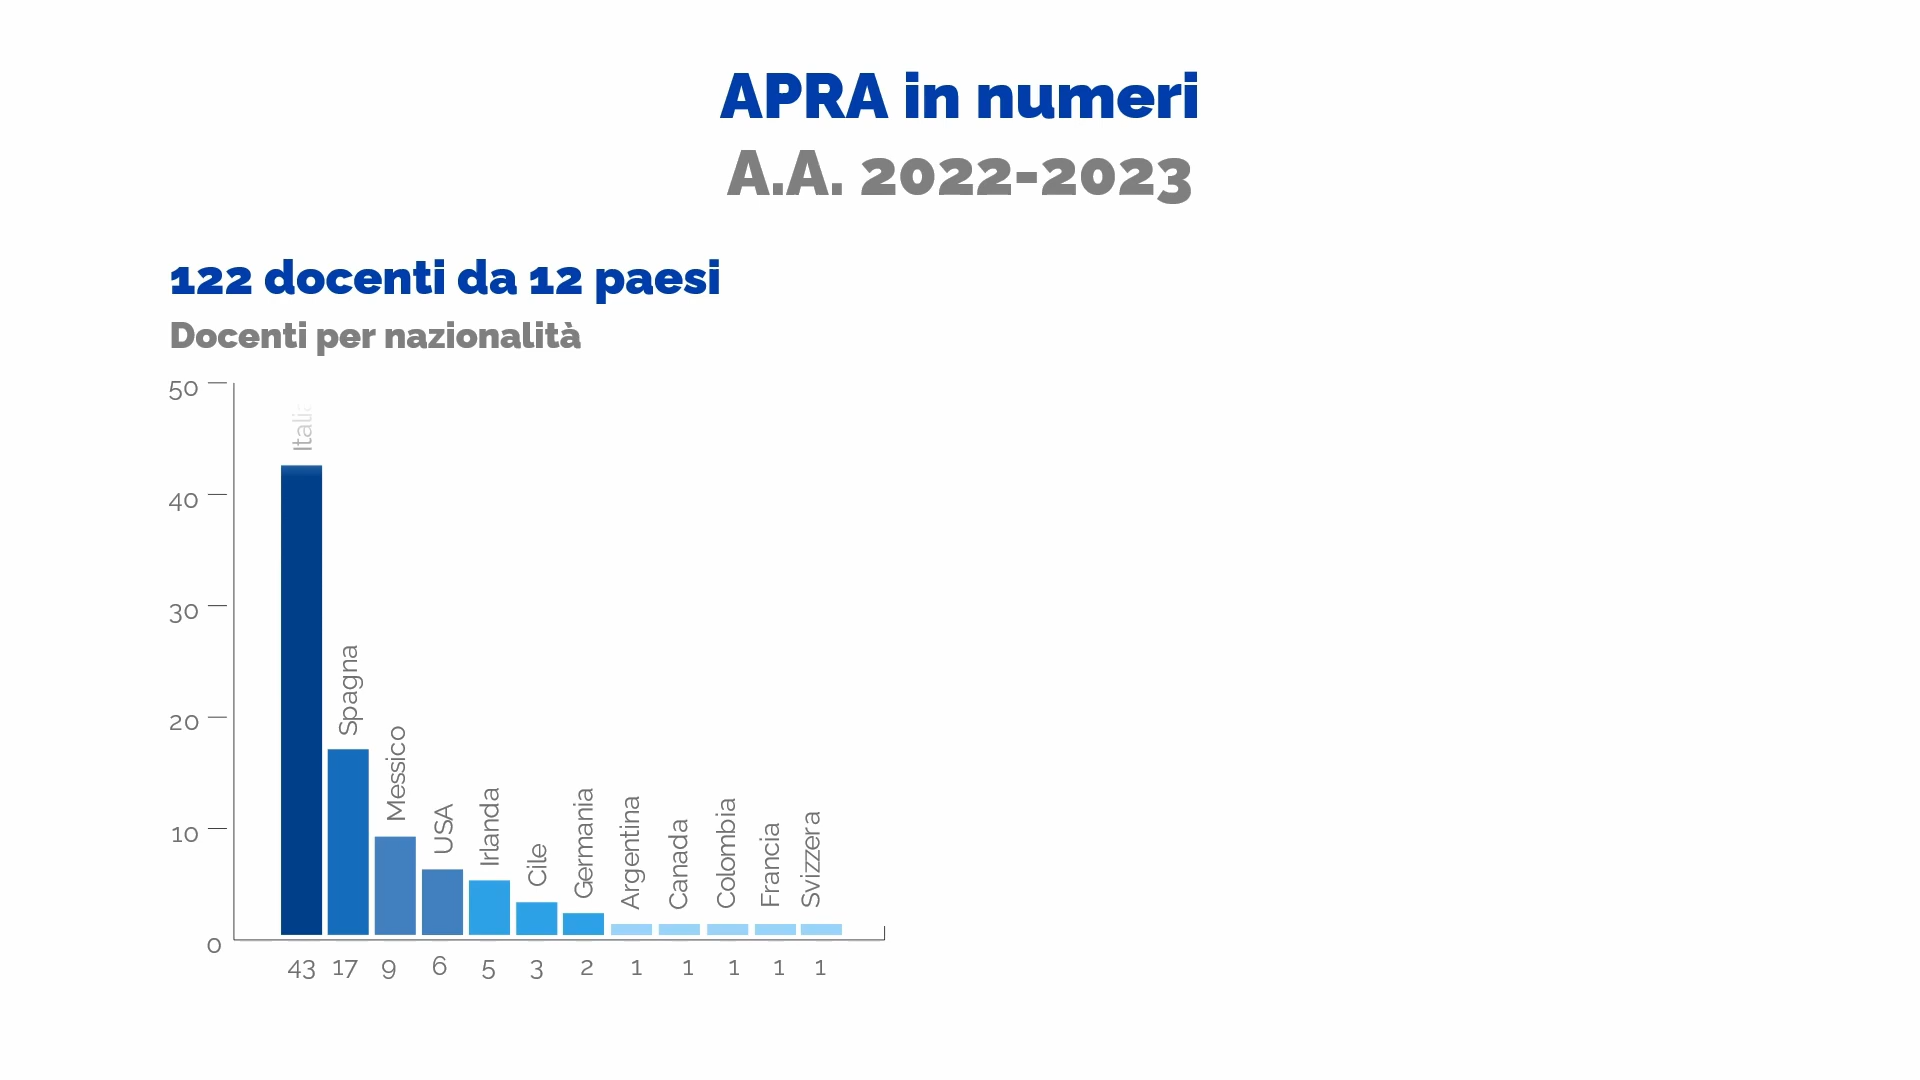 APRA in numeri
A.A. 2022-2023
122 docenti da 12 paesi
Docenti per nazionalità
50
40
30
20
10
0
Spagna
Messico
USA
Irlanda
Cile
Germania
Argentina
Canada
Colombia
Francia
Svizzera
43 17 9 6 5 3 2 1 1 1 1 1